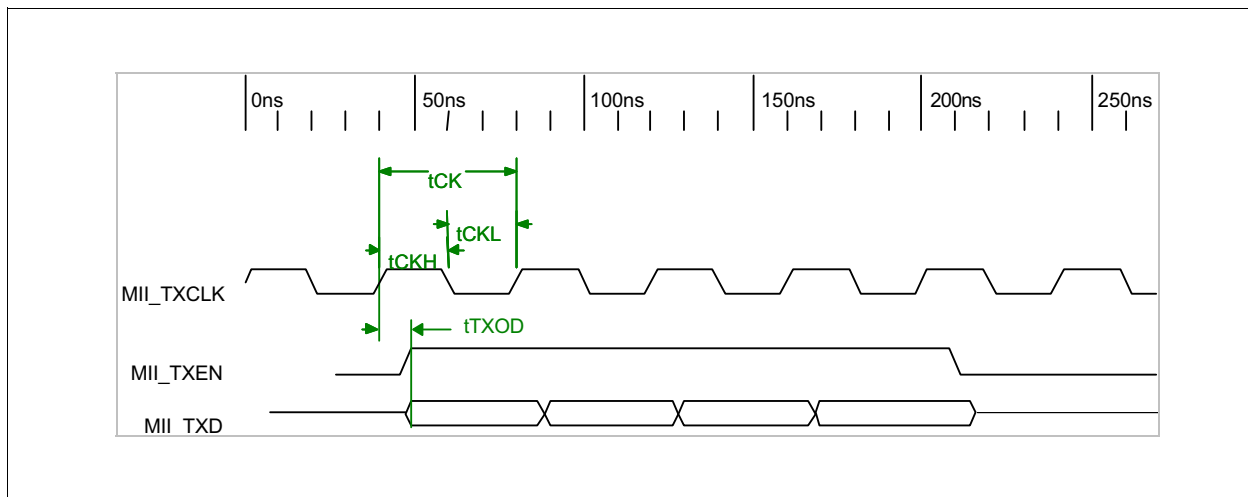 0ns 50ns 100ns 150ns 200ns 250ns
tCK
tCKL
tCKH
MII_TXCLK
tTXOD
MII_TXEN
MII_TXD